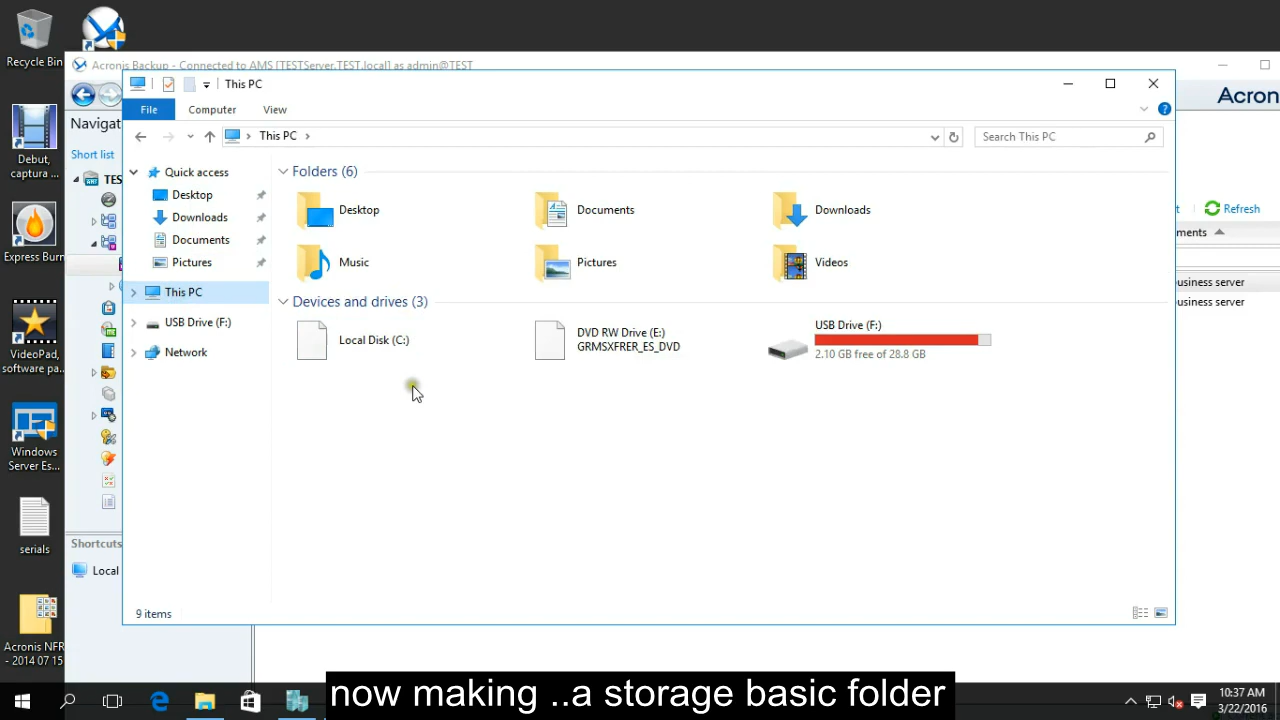 Recycle Bin
Acronis Backup - Connected to AMS [TESTServer.TEST.local] as admin@TEST
This PC
File
Computer
View
Acron
Navigat
This PC
Search This PC
Debut,
captura ...
Short list
TES
Quick access
Desktop
Downloads
Documents
Pictures
This PC
USB Drive (F:)
Network
Folders (6)
Desktop
Documents
Downloads
Music
Pictures
Videos
Devices and drives (3)
Local Disk (C:)
DVD RW Drive (E:)
GRMSXFRER_ES_DVD
USB Drive (F:)
2.10 GB free of 28.8 GB
t
Refresh
ments
usiness server
usiness server
Express Burn
VideoPad,
software pa...
Windows
Server Es...
serials
Shortcuts
Local
9 items
Acronis NFR
- 2014 07 15
now making ..a storage basic folder
10:37 AM
3/22/2016